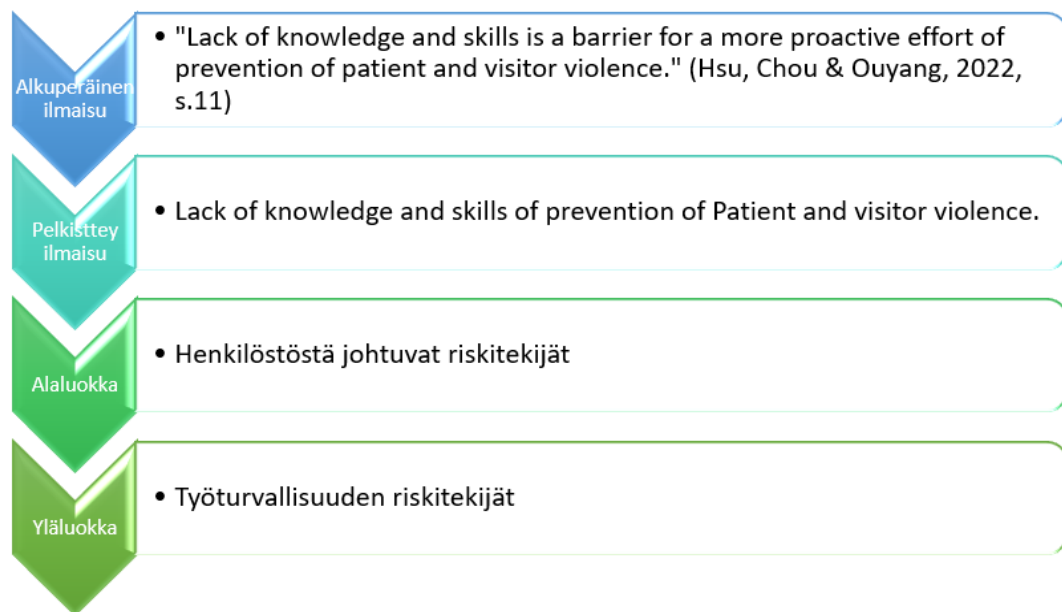 Alkuperäinen
ilmaisu
• "Lack of knowledge and skills is a barrier for a more proactive effort of
prevention of patient and visitor violence." (Hsu, Chou & Ouyang, 2022,
s.11)
Pelkisttey
ilmaisu
• Lack of knowledge and skills of prevention of Patient and visitor violence.
Alaluokka
• Henkilöstöstä johtuvat riskitekijät
Yläluokka
• Työturvallisuuden riskitekijät